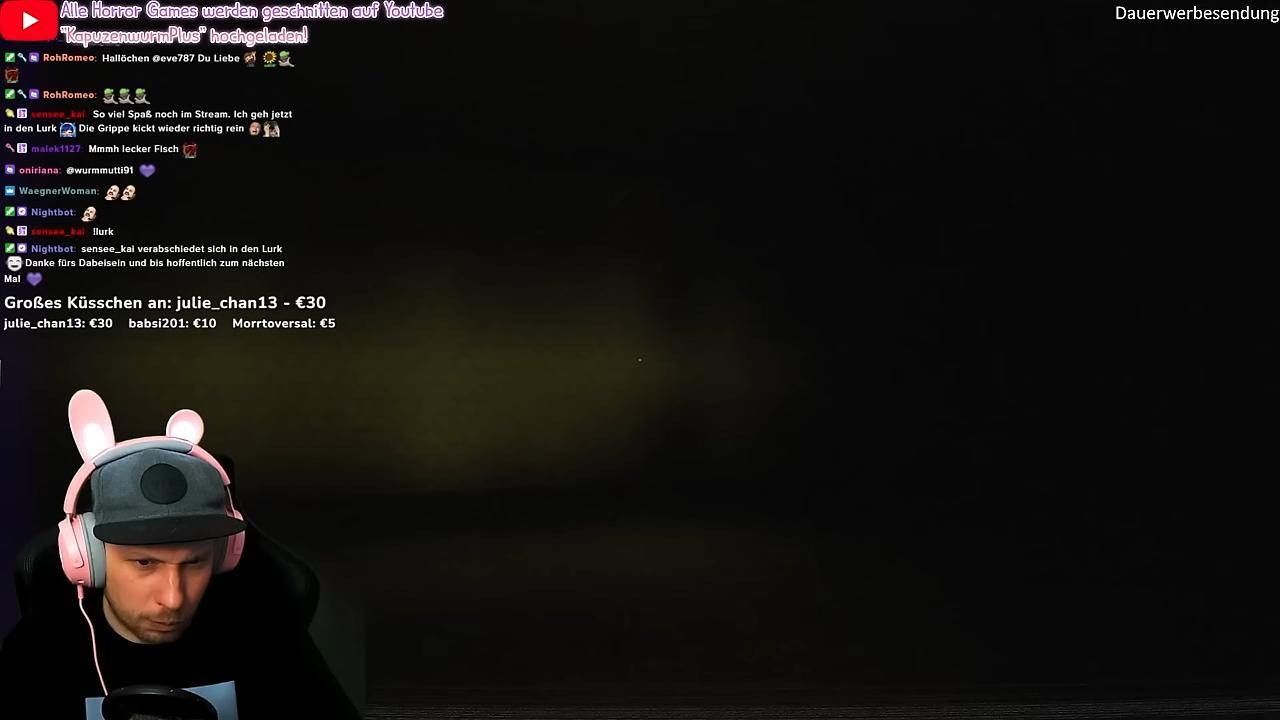 Alle Horror Games werden geschnitten auf Youtube
"KapuzenwurmPlus" hochgeladen!
Dauerwerbesendung
RohRomeo: Hallöchen @eve787 Du Liebe
RohRomeo:
sensee_kai: So viel Spaß noch im Stream. Ich geh jetzt
in den Lurk Die Grippe kickt wieder richtig rein
malek1127: Mmmh lecker Fisch
oniriana: @wurmmutti91
WaegnerWoman:
Nightbot:
sensee_kai: !lurk
Nightbot: sensee_kai verabschiedet sich in den Lurk
Danke fürs Dabeisein und bis hoffentlich zum nächsten
Mal
Großes Küsschen an: julie_chan13 - €30
julie_chan13: €30 babsi201: €10 Morrtoversal: €5